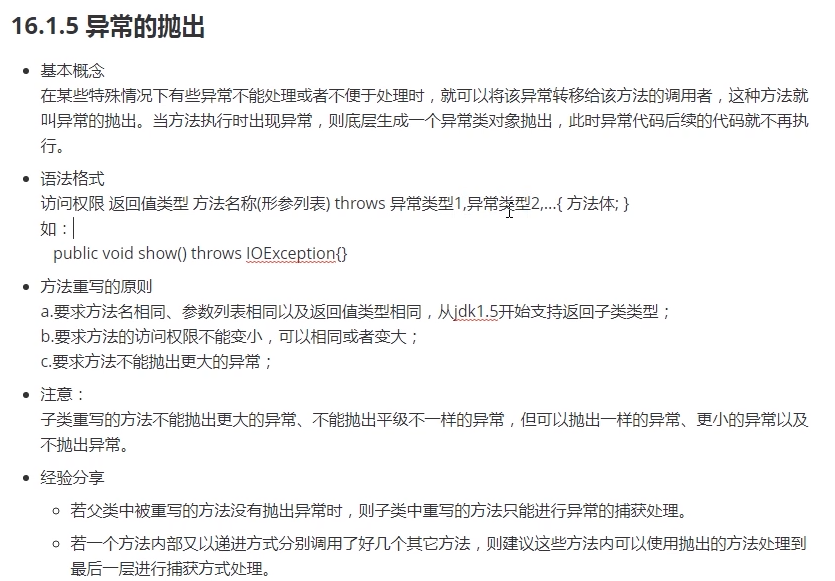 16.1.5 异常的抛出
基本概念
在某些特殊情况下有些异常不能处理或者不便于处理时，就可以将该异常转移给该方法的调用者，这种方法就
叫异常的抛出。当方法执行时出现异常，则底层生成一个异常类对象抛出，此时异常代码后续的代码就不再执
行。
语法格式
访问权限 返回值类型 方法名称(形参列表) throws 异常类型1,异常类型2,...{ 方法体; }
如：
public void show() throws IOException{}
方法重写的原则
a.要求方法名相同、参数列表相同以及返回值类型相同，从jdk1.5开始支持返回子类类型；
b.要求方法的访问权限不能变小，可以相同或者变大；
c.要求方法不能抛出更大的异常；
注意：
子类重写的方法不能抛出更大的异常、不能抛出平级不一样的异常，但可以抛出一样的异常、更小的异常以及
不抛出异常。
经验分享
若父类中被重写的方法没有抛出异常时，则子类中重写的方法只能进行异常的捕获处理。
若一个方法内部又以递进方式分别调用了好几个其它方法，则建议这些方法内可以使用抛出的方法处理到
最后一层进行捕获方式处理。